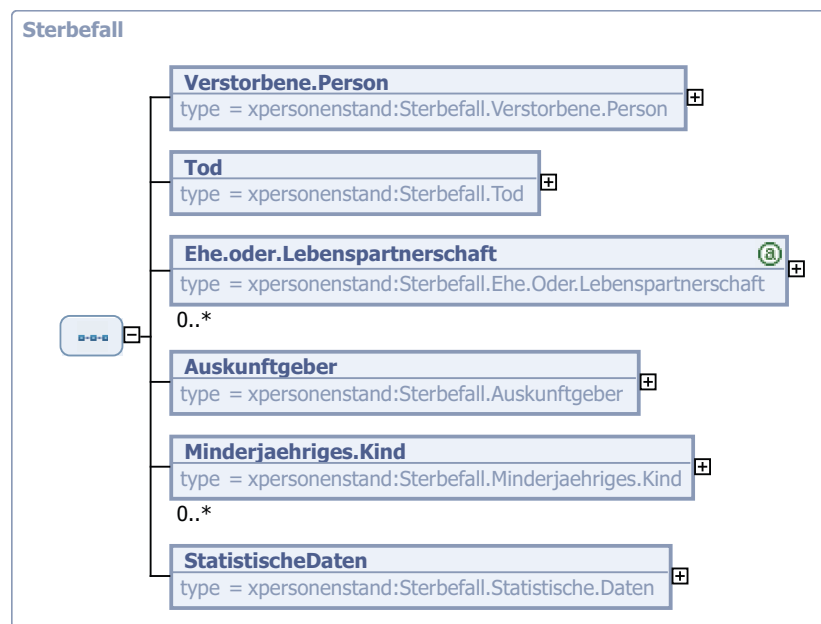 Sterbefall
Verstorbene.Person
type = xpersonenstand:Sterbefall.Verstorbene.Person
Tod
type = xpersonenstand:Sterbefall.Tod
Ehe.oder.Lebenspartnerschaft @
type = xpersonenstand:Sterbefall.Ehe.Oder.Lebenspartnerschaft
0..*
Auskunftgeber
type = xpersonenstand:Sterbefall.Auskunftgeber
Minderjaehriges.Kind
type = xpersonenstand:Sterbefall.Minderjaehriges.Kind
0..*
StatistischeDaten
type = xpersonenstand:Sterbefall.Statistische.Daten